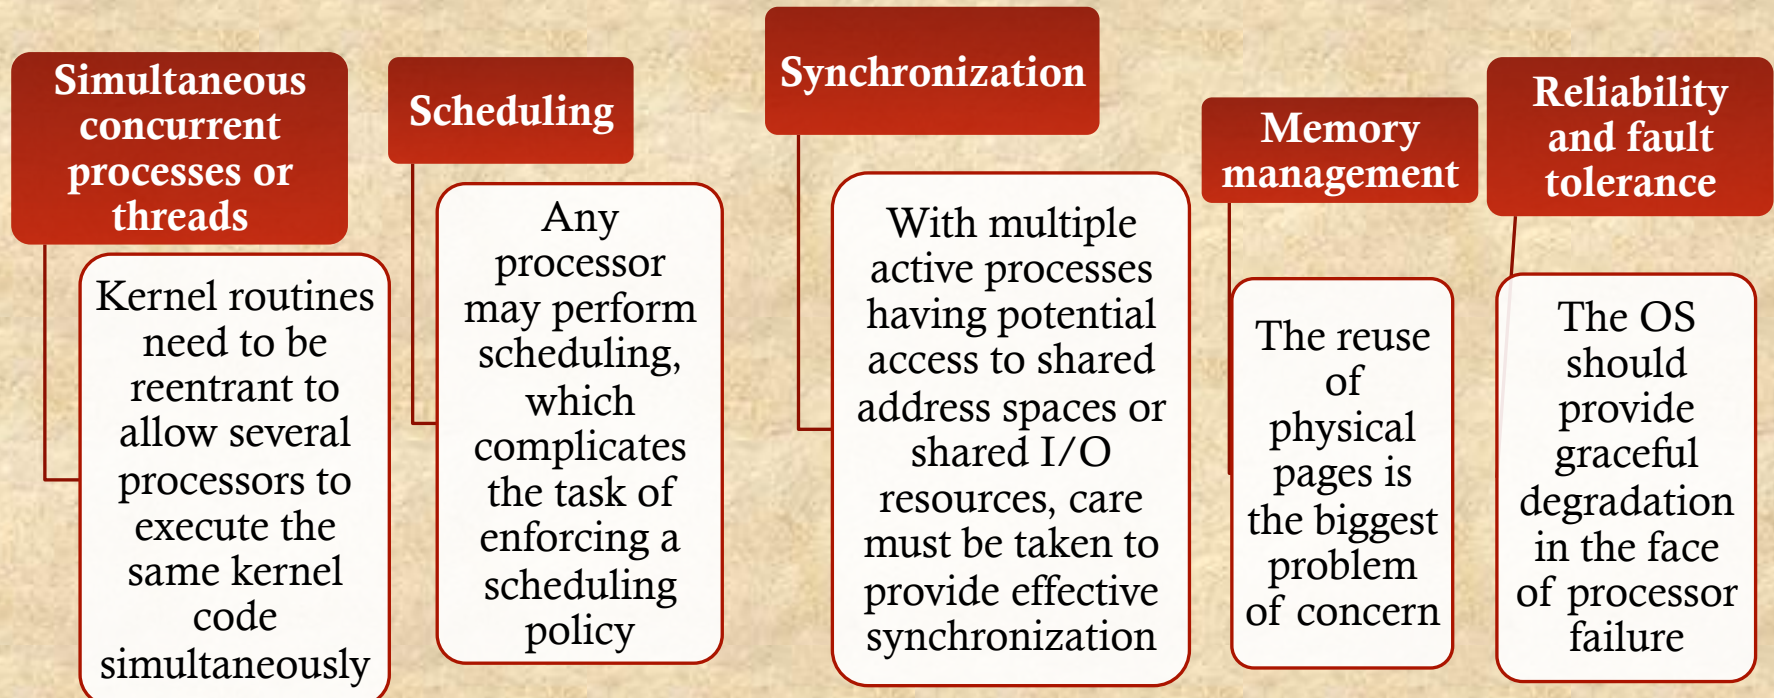 Simultaneous
concurrent
processes or
threads
Kernel routines
need to be
reentrant to
allow several
processors to
execute the
same kernel
code
simultaneously
Scheduling
Any
processor
may perform
scheduling,
which
complicates
the task of
enforcing a
scheduling
policy
Synchronization
With multiple
active processes
having potential
access to shared
address spaces or
shared I/O
resources, care
must be taken to
provide effective
synchronization
Memory
management
The reuse
of
physical
pages is
the biggest
problem
of concern
Reliability
and fault
tolerance
The OS
should
provide
graceful
degradation
in the face
of processor
failure